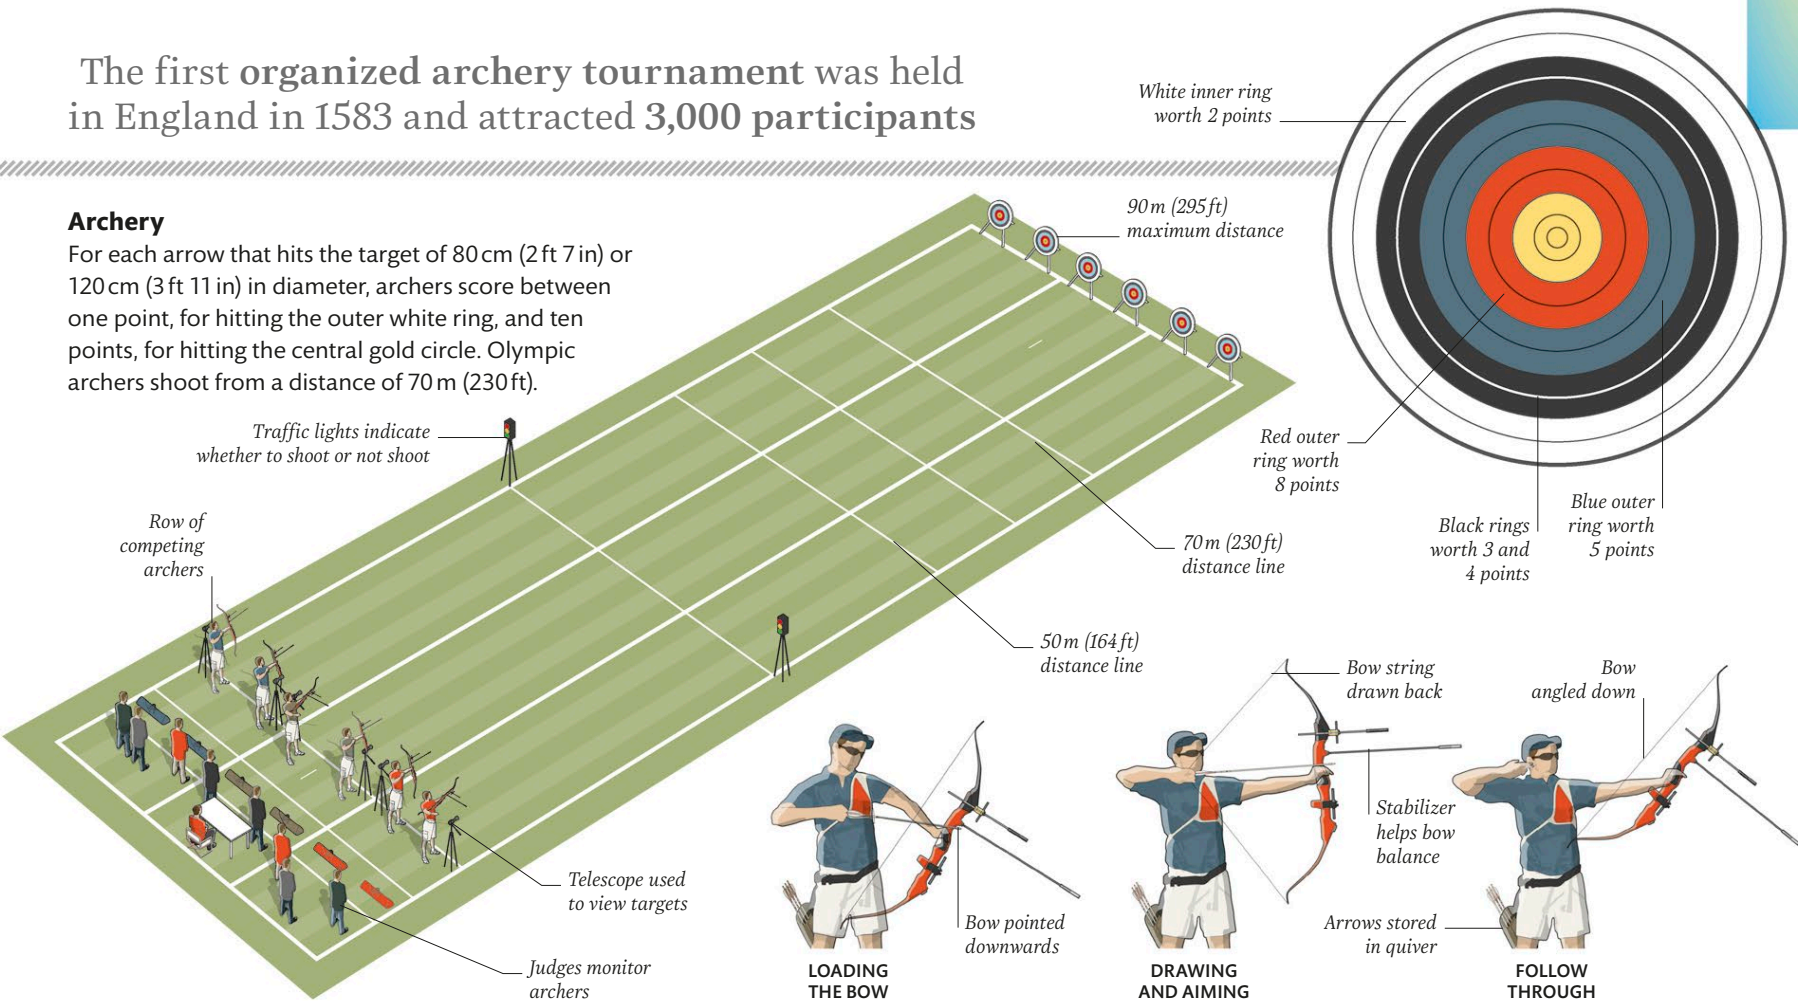 The first organized archery tournament was held
in England in 1583 and attracted 3,000 participants
Archery
For each arrow that hits the target of 80 cm (2 ft 7 in) or
120 cm (3 ft 11 in) in diameter, archers score between
one point, for hitting the outer white ring, and ten
points, for hitting the central gold circle. Olympic
archers shoot from a distance of 70 m (230 ft).
White inner ring
worth 2 points
90 m (295 ft)
maximum distance
Traffic lights indicate
whether to shoot or not shoot
Row of
competing
archers
Red outer
ring worth
8 points
Black rings
worth 3 and
4 points
Blue outer
ring worth
5 points
70 m (230 ft)
distance line
50 m (164 ft)
distance line
Telescope used
to view targets
Judges monitor
archers
Bow pointed
downwards
LOADING
THE BOW
Bow string
drawn back
Stabilizer
helps bow
balance
DRAWING
AND AIMING
Bow
angled down
Arrows stored
in quiver
FOLLOW
THROUGH